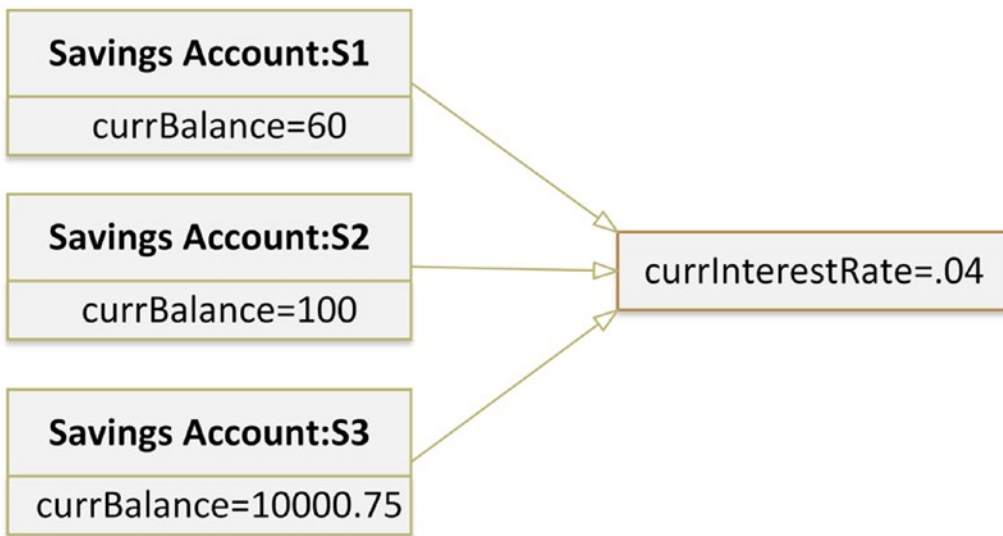 Savings Account:S1
currBalance=60
Savings Account:S2
currBalance=100
currInterestRate=.04
Savings Account:S3
currBalance=10000.75